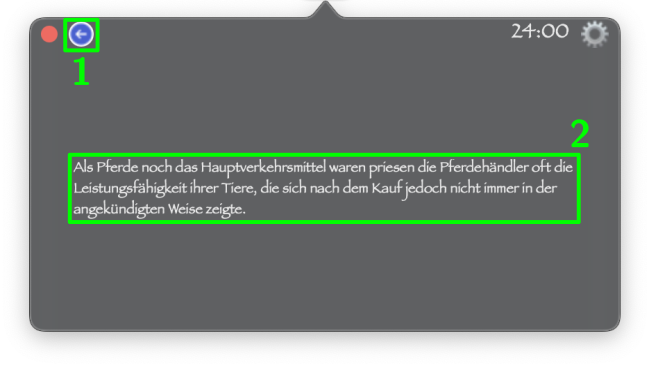 24:00
1
2
Als Pferde noch das Hauptverkehrsmittel waren priesen die Pferdehändler oft die
Leistungsfähigkeit ihrer Tiere, die sich nach dem Kauf jedoch nicht immer in der
angekündigten Weise zeigte.